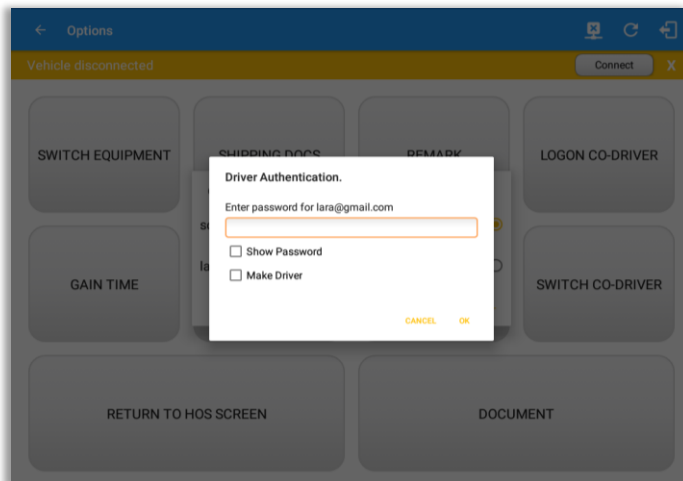 Options
Vehicle disconnected
Connect
X
SWITCH EQUIPMENT
SHIPPING DOCS
REMARK
LOGON CO-DRIVER
Driver Authentication.
Enter password for lara@gmail.com
Show Password
Make Driver
CANCEL
OK
GAIN TIME
SWITCH CO-DRIVER
RETURN TO HOS SCREEN
DOCUMENT